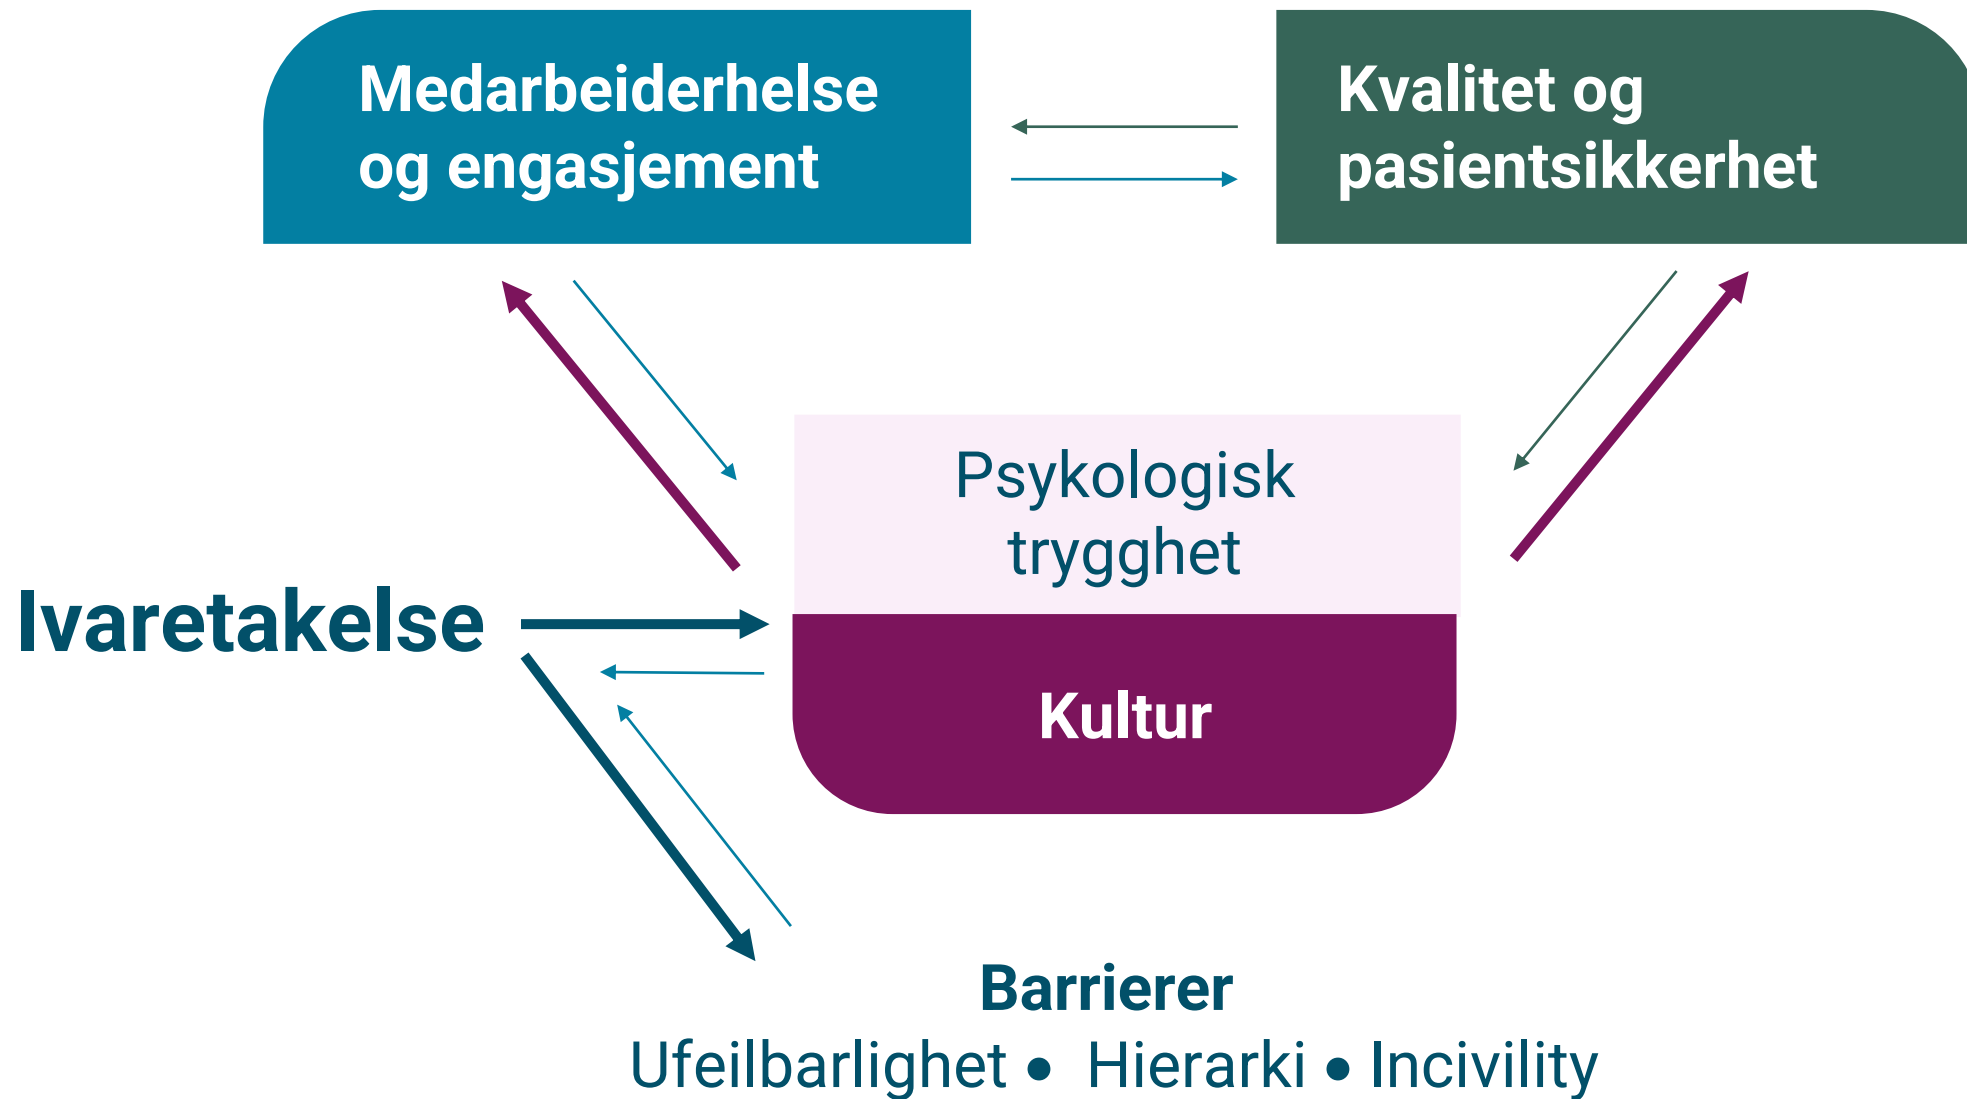 Medarbeiderhelse
og engasjement
Kvalitet og
pasientsikkerhet
Psykologisk
trygghet
Ivaretakelse
Kultur
Barrierer
Ufeilbarlighet • Hierarki • Incivility